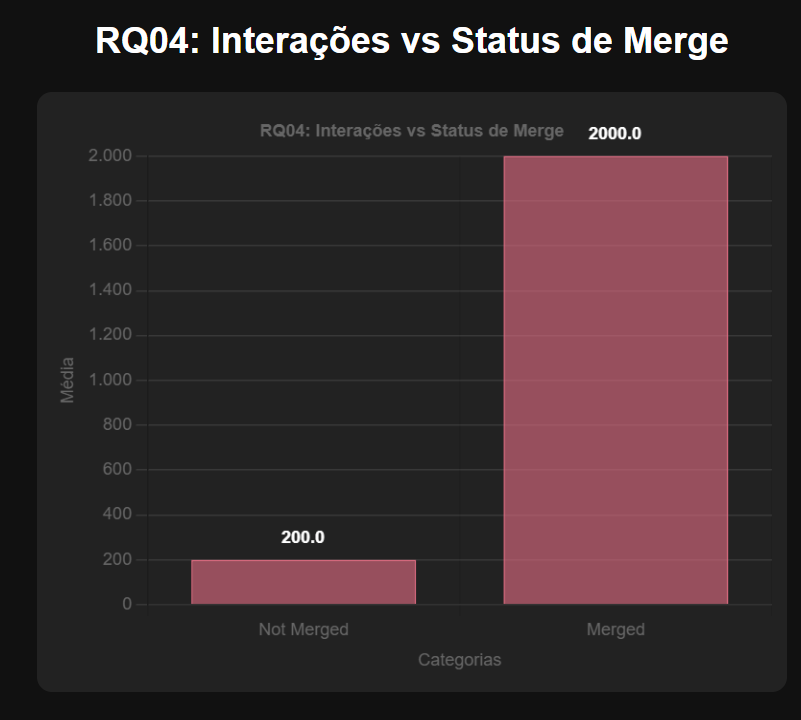 RQ04: Interações vs Status de Merge
RQ04: Interações vs Status de Merge
2000.0
2.000
1.800
1.600
1.400
1.200
1.000
800
600
400
200
0
Média
200.0
Not Merged
Merged
Categorias